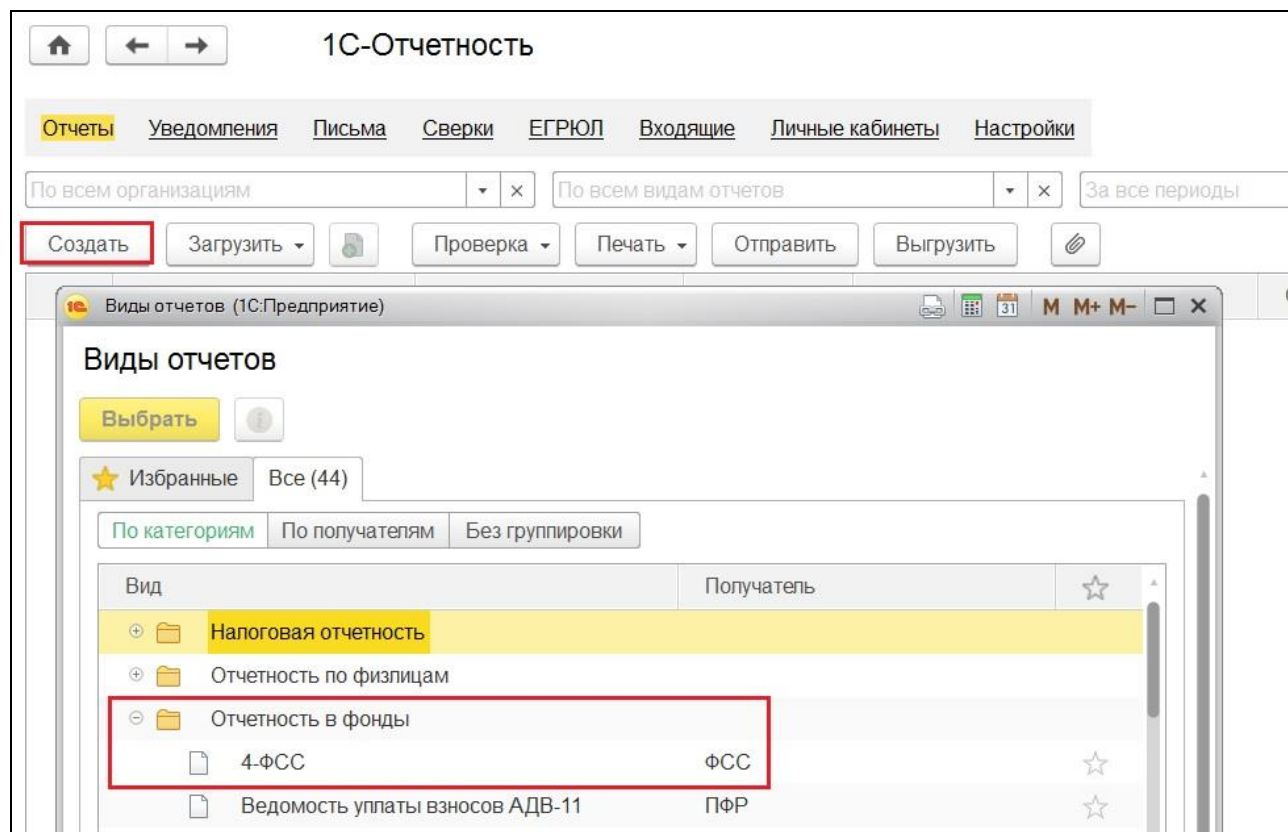 1С-Отчетность
Отчеты Уведомления Письма Сверки ЕГРЮЛ Входящие Личные кабинеты Настройки
По всем организациям По всем видам отчетов За все периоды
Создать Загрузить Проверка Печать Отправить Выгрузить
1С Виды отчетов (1С:Предприятие) 31 M M+ M-
Виды отчетов
Выбрать
Избранные Все (44)
По категориям По получателям Без группировки
Вид Получатель
Налоговая отчетность
Отчетность по физлицам
Отчетность в фонды
4-ФСС ФСС
Ведомость уплаты взносов АДВ-11 ПФР